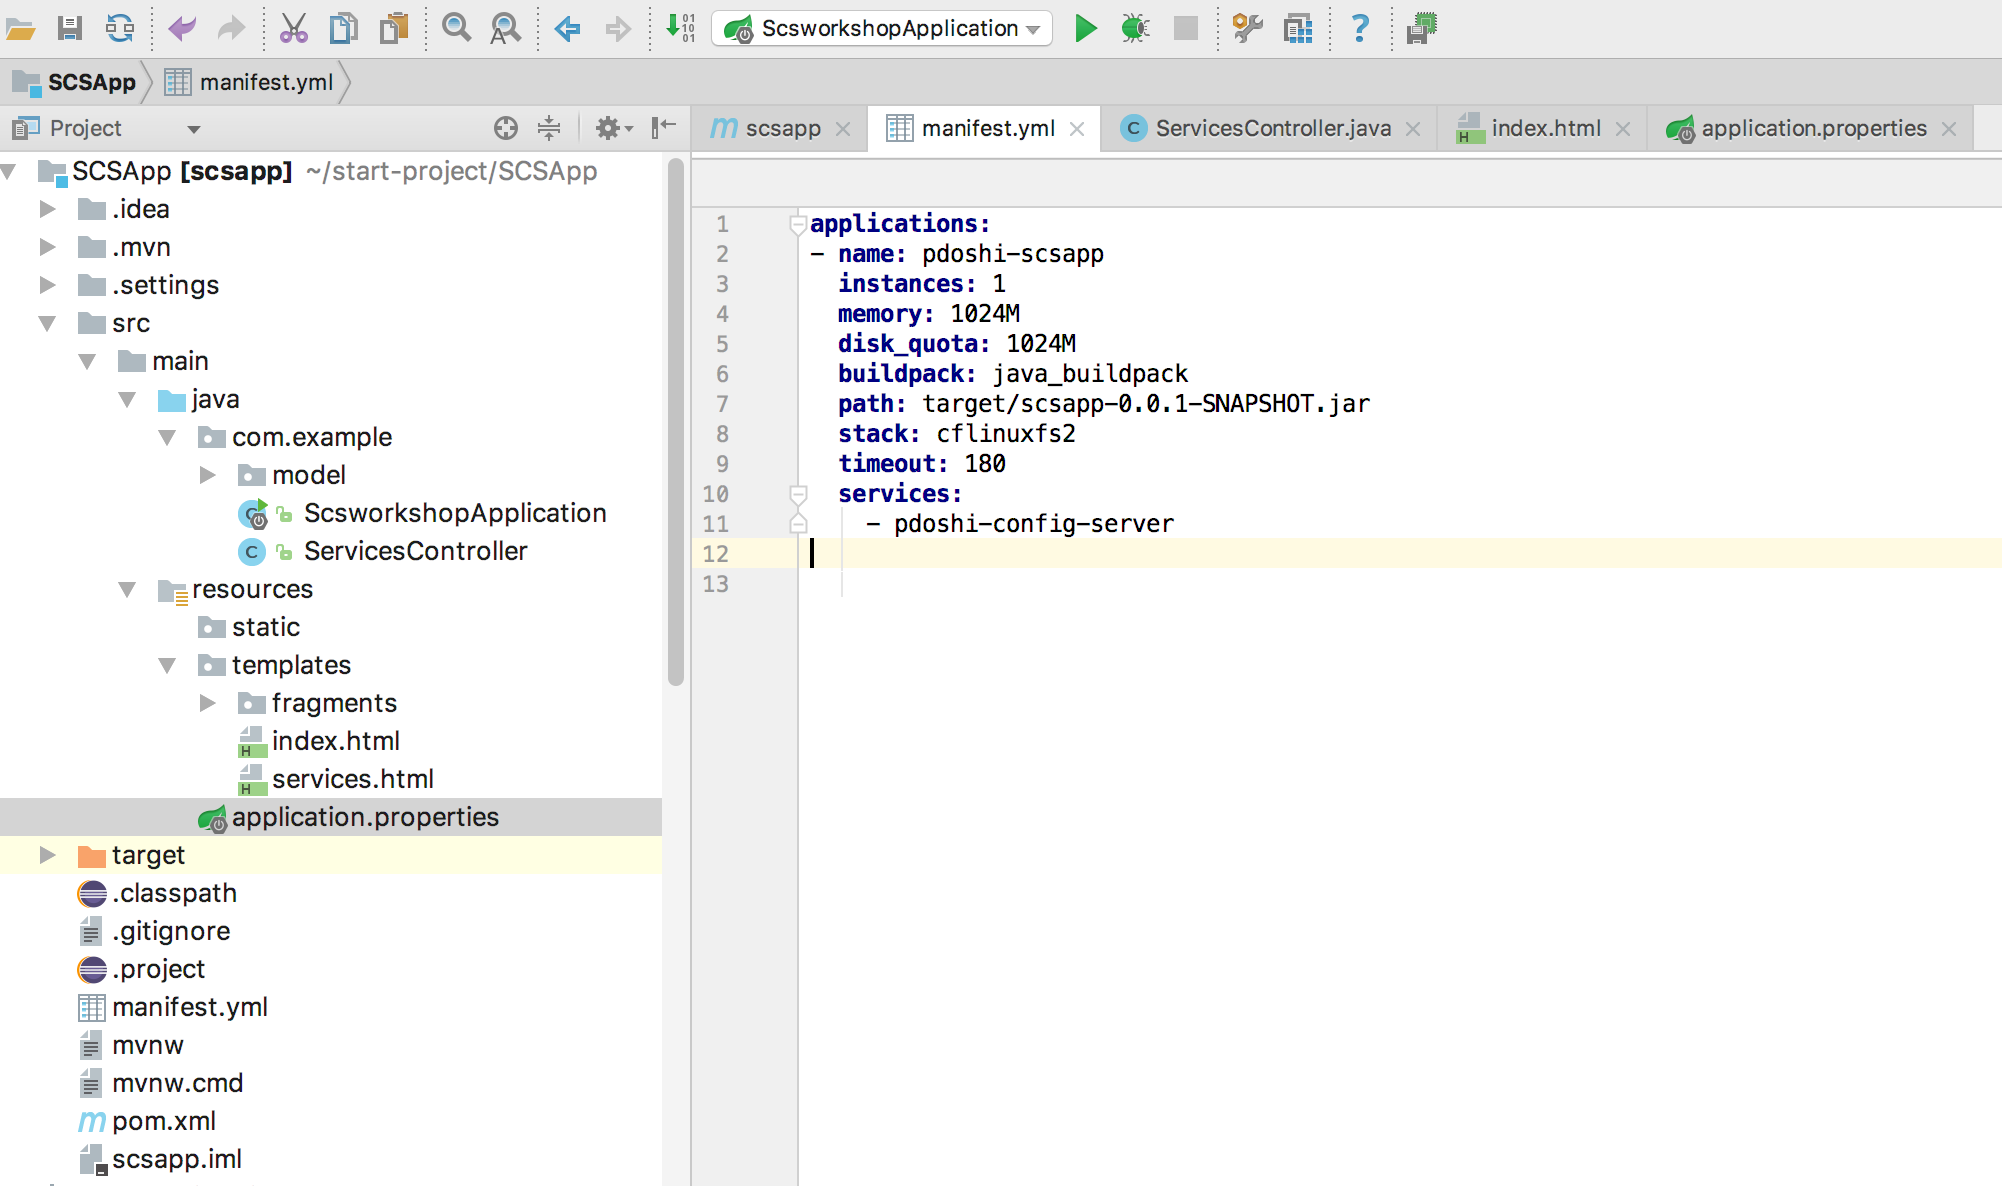 ScsworkshopApplication
SCSApp
manifest.yml
Project
scsapp
manifest.yml
ServicesController.java
index.html
application.properties
SCSApp [scsapp] ~/start-project/SCSApp
.idea
.mvn
.settings
src
main
java
com.example
model
ScsworkshopApplication
ServicesController
resources
static
templates
fragments
index.html
services.html
application.properties
target
.classpath
.gitignore
.project
manifest.yml
mvnw
mvnw.cmd
pom.xml
scsapp.iml
1 applications:
2 - name: pdoshi-scsapp
3 instances: 1
4 memory: 1024M
5 disk_quota: 1024M
6 buildpack: java_buildpack
7 path: target/scsapp-0.0.1-SNAPSHOT.jar
8 stack: cflinuxfs2
9 timeout: 180
10 services:
11 - pdoshi-config-server
12
13